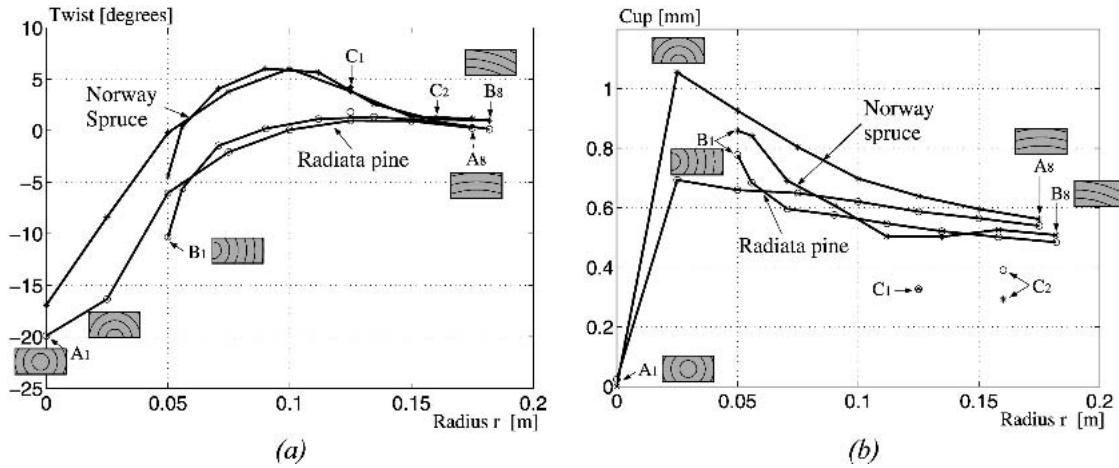 Twist [degrees]
10
5
0
−5
−10
−15
−20
−25
0
0.05
0.1
0.15
0.2
Radius r [m]
C1
C2
B8
A8
Norway
Spruce
Radiata pine
B1
A1
(a)
Cup [mm]
1
0.8
0.6
0.4
0.2
0
0
0.05
0.1
0.15
0.2
Radius r [m]
Norway
spruce
B1
A8
B8
Radiata pine
C1
C2
A1
(b)